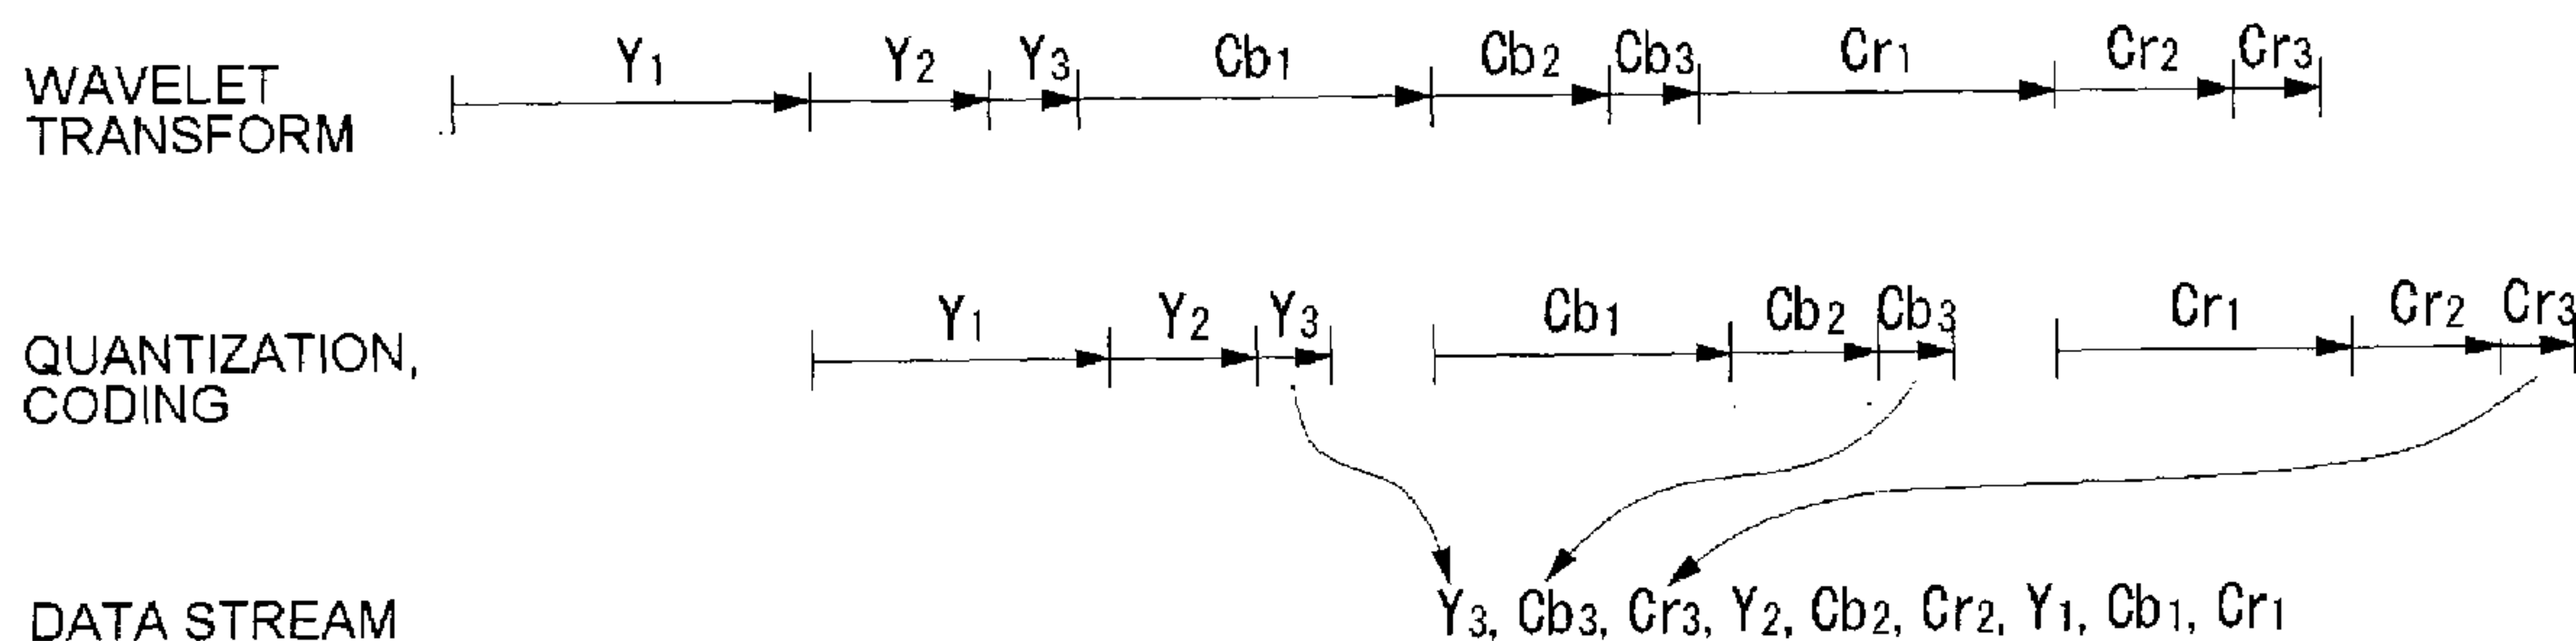 WAVELET
TRANSFORM
Y1 Y2 Y3 Cb1 Cb2 Cb3 Cr1 Cr2 Cr3
QUANTIZATION,
CODING
Y1 Y2 Y3 Cb1 Cb2 Cb3 Cr1 Cr2 Cr3
DATA STREAM
Y3, Cb3, Cr3, Y2, Cb2, Cr2, Y1, Cb1, Cr1